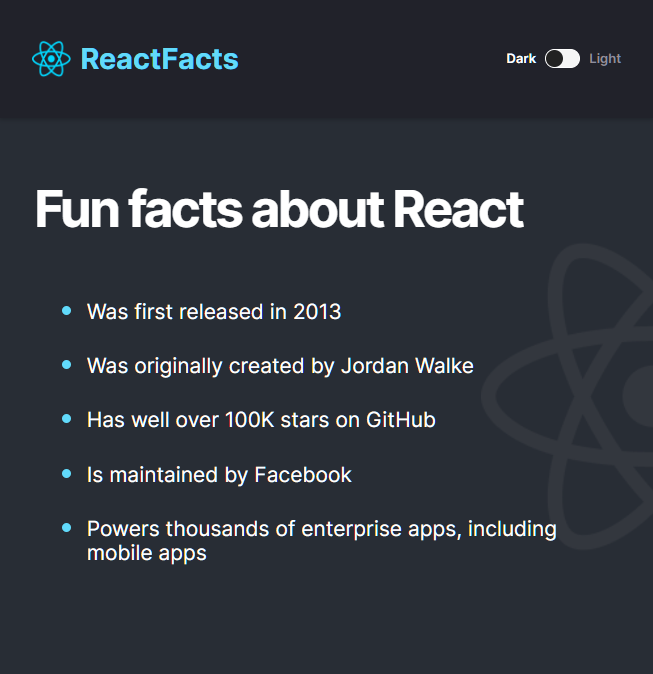 ReactFacts
Dark Light
Fun facts about React
Was first released in 2013
Was originally created by Jordan Walke
Has well over 100K stars on GitHub
Is maintained by Facebook
Powers thousands of enterprise apps, including
mobile apps